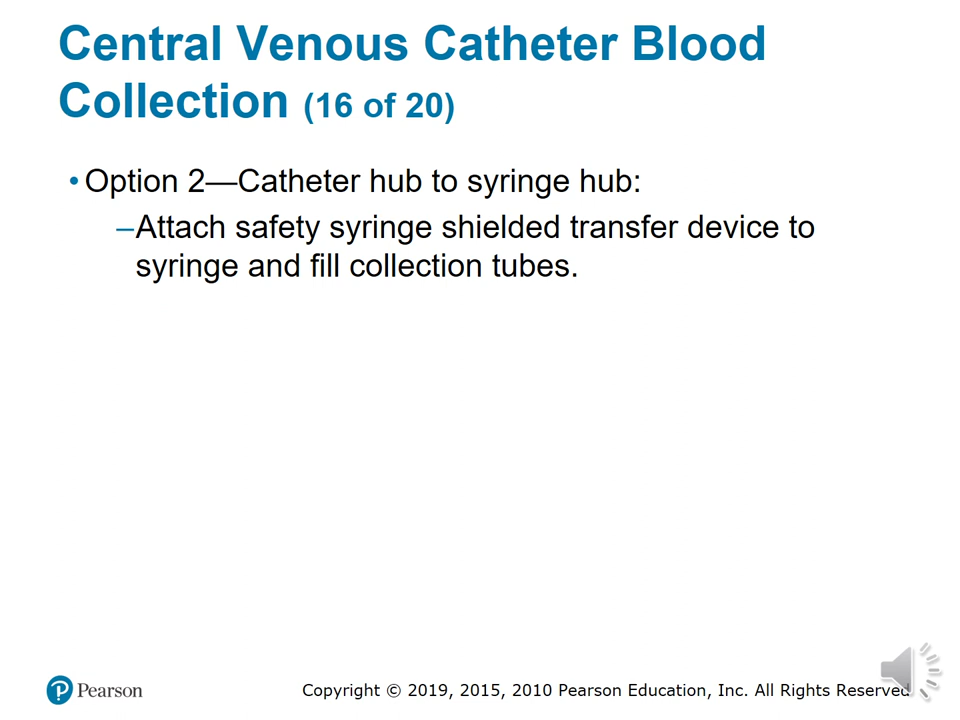 Central Venous Catheter Blood
Collection (16 of 20)
• Option 2—Catheter hub to syringe hub:
–Attach safety syringe shielded transfer device to
syringe and fill collection tubes.
Pearson
Copyright © 2019, 2015, 2010 Pearson Education, Inc. All Rights Reserved